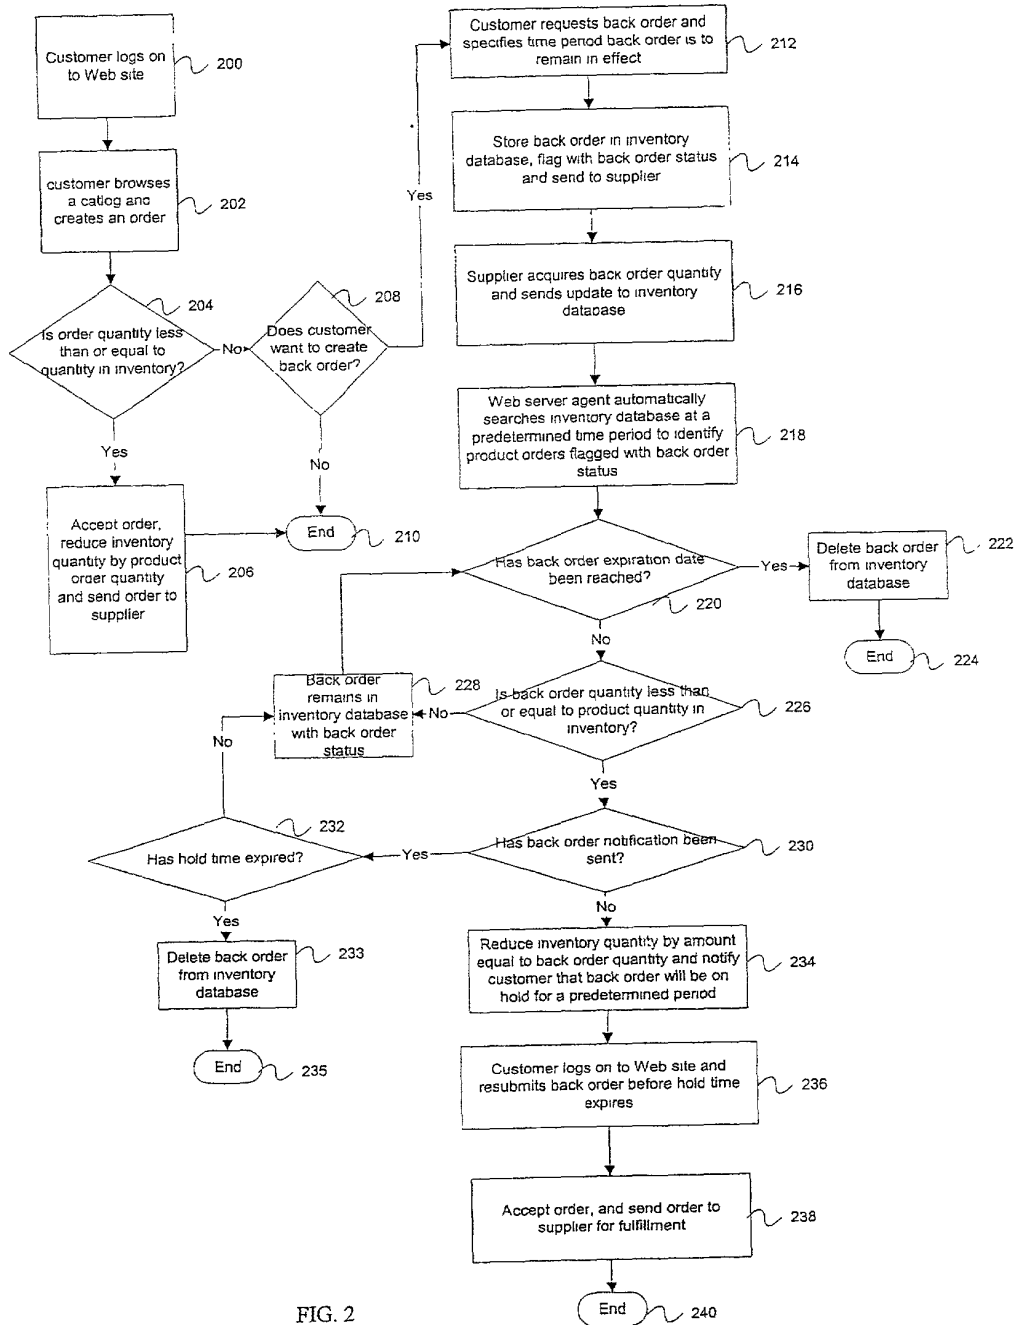 Customer logs on
to Web site
200
customer browses
a catlog and
creates an order
202
204
Is order quantity less
than or equal to
quantity in inventory?
No
Yes
Accept order,
reduce inventory
quantity by product
order quantity
and send order to
supplier
206
208
Does customer
want to create
back order?
Yes
No
End
210
Customer requests back order and
specifies time period back order is to
remain in effect
212
Store back order in inventory
database, flag with back order status
and send to supplier
214
Supplier acquires back order quantity
and sends update to inventory
database
216
Web server agent automatically
searches inventory database at a
predetermined time period to identify
product orders flagged with back order
status
218
Has back order expiration date
been reached?
220
Yes
Delete back order
from inventory
database
222
End
224
No
Is back order quantity less than
or equal to product quantity in
inventory?
226
No
Back order
remains in
inventory database
with back order
status
228
Yes
Has back order notification been
sent?
230
Yes
Has hold time expired?
232
No
Yes
Delete back order
from inventory
database
233
End
235
No
Reduce inventory quantity by amount
equal to back order quantity and notify
customer that back order will be on
hold for a predetermined period
234
Customer logs on to Web site and
resubmits back order before hold time
expires
236
Accept order, and send order to
supplier for fulfillment
238
End
240
FIG. 2